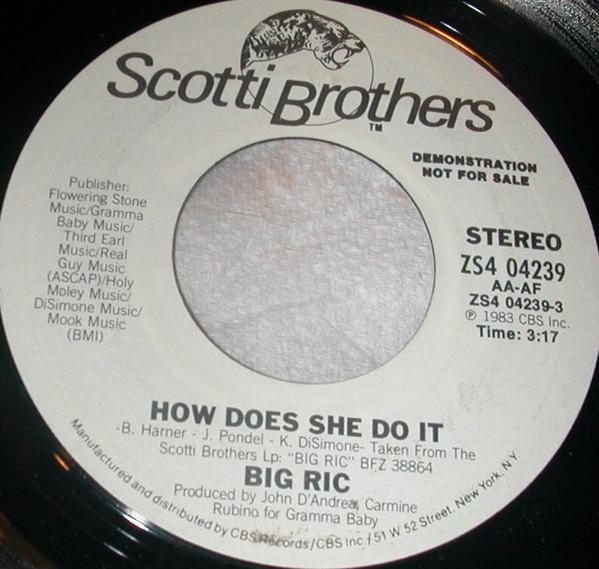 Scotti Brothers
TM
DEMONSTRATION
NOT FOR SALE
Publisher:
Flowering Stone
Music/Gramma
Baby Music/
Third Earl
Music/Real
Guy Music
(ASCAP)/Holy
Moley Music/
DiSimone Music/
Mook Music
(BMI)
STEREO
ZS4 04239
AA-AF
ZS4 04239-3
℗ 1983 CBS Inc.
Time: 3:17
HOW DOES SHE DO IT
-B. Harner - J. Pondel - K. DiSimone- Taken From The
Scotti Brothers Lp: "BIG RIC" BFZ 38864
BIG RIC
Produced by John D'Andrea, Carmine
Rubino for Gramma Baby
Manufactured and distributed by CBS Records/CBS Inc./51 W 52 Street, New York, N.Y.